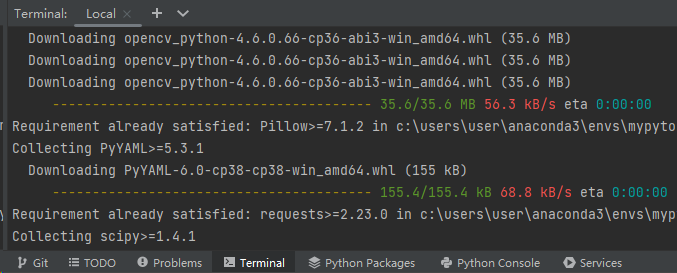 Terminal: Local × + ∨
Downloading opencv_python-4.6.0.66-cp36-abi3-win_amd64.whl (35.6 MB)
Downloading opencv_python-4.6.0.66-cp36-abi3-win_amd64.whl (35.6 MB)
Downloading opencv_python-4.6.0.66-cp36-abi3-win_amd64.whl (35.6 MB)
---------------------------------------- 35.6/35.6 MB 56.3 kB/s eta 0:00:00
Requirement already satisfied: Pillow>=7.1.2 in c:\users\user\anaconda3\envs\mypyto
Collecting PyYAML>=5.3.1
Downloading PyYAML-6.0-cp38-cp38-win_amd64.whl (155 kB)
---------------------------------------- 155.4/155.4 kB 68.8 kB/s eta 0:00:00
Requirement already satisfied: requests>=2.23.0 in c:\users\user\anaconda3\envs\myp
Collecting scipy>=1.4.1
Git TODO Problems Terminal Python Packages Python Console Services